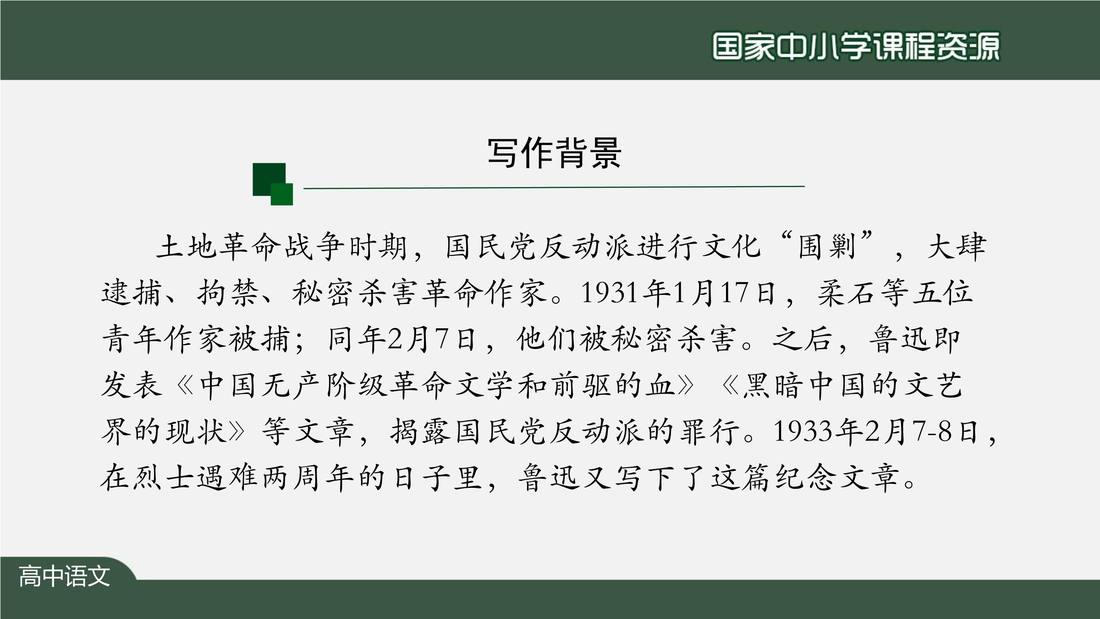 国家中小学课程资源
写作背景
土地革命战争时期，国民党反动派进行文化“围剿”，大肆
逮捕、拘禁、秘密杀害革命作家。1931年1月17日，柔石等五位
青年作家被捕；同年2月7日，他们被秘密杀害。之后，鲁迅即
发表《中国无产阶级革命文学和前驱的血》《黑暗中国的文艺
界的现状》等文章，揭露国民党反动派的罪行。1933年2月7-8日，
在烈士遇难两周年的日子里，鲁迅又写下了这篇纪念文章。
高中语文